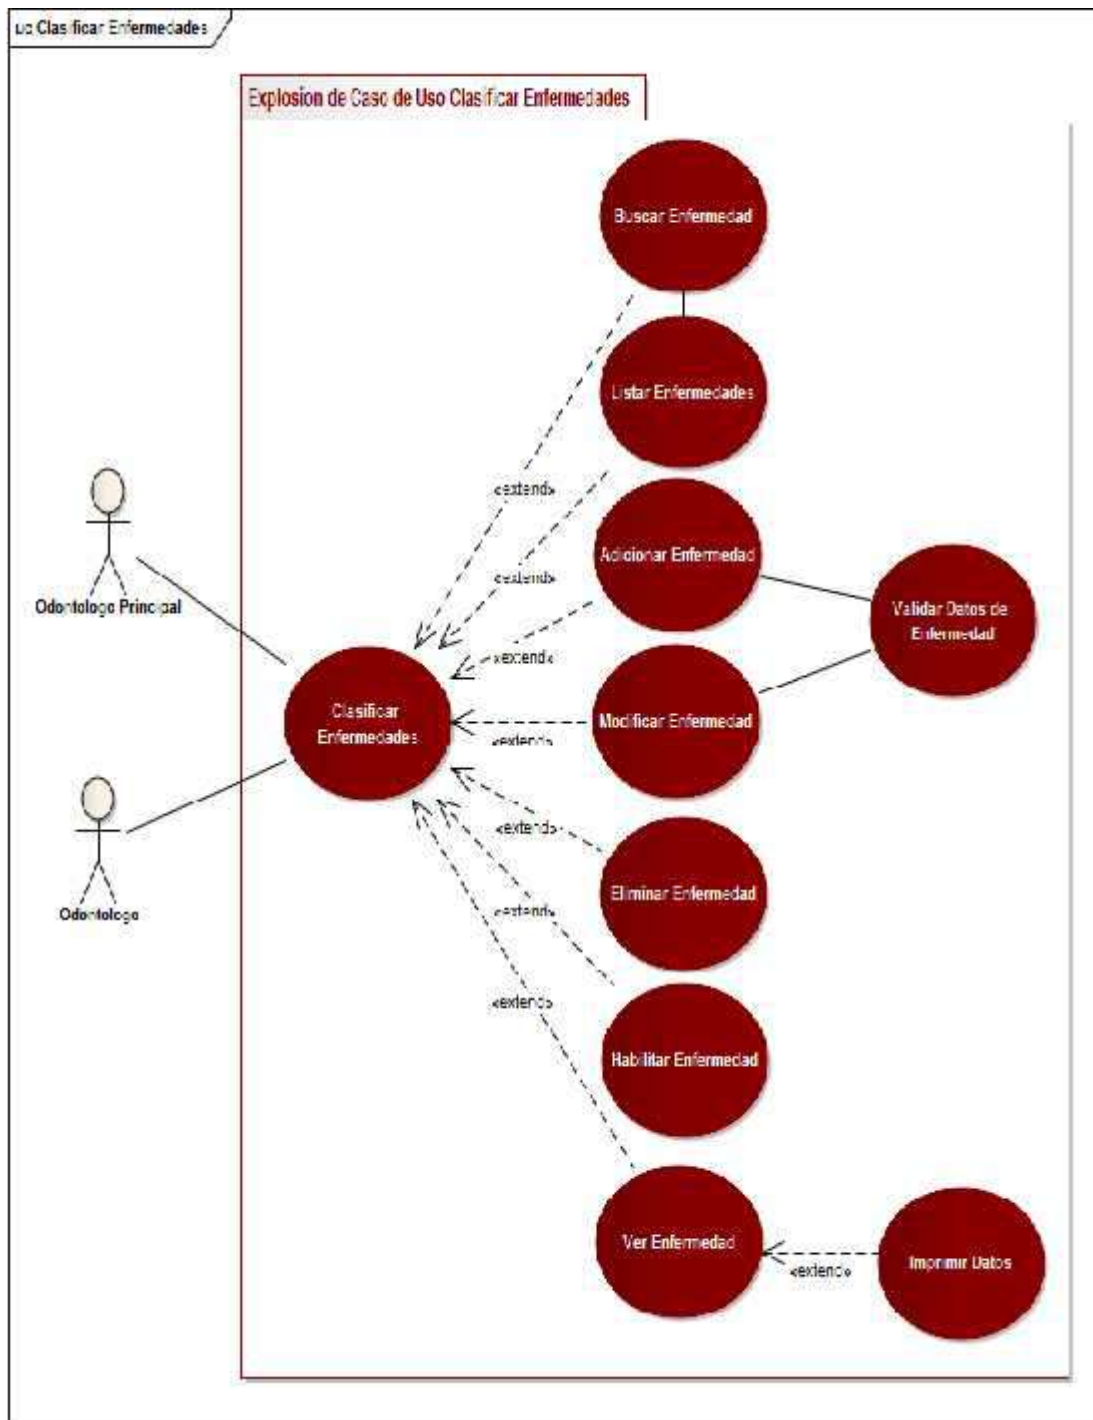 uc Clasificar Enfermedades
Explosion de Caso de Uso Clasificar Enfermedades
Buscar Enfermedad
Listar Enfermedades
«extend»
Adicionar Enfermedad
«extend»
Validar Datos de
Enfermedad
Odontologo Principal
«extend»
Clasificar
Enfermedades
Modificar Enfermedad
«extend»
«extend»
Eliminar Enfermedad
Odontologo
«extend»
«extend»
Habilitar Enfermedad
Ver Enfermedad
«extend»
Imprimir Datos